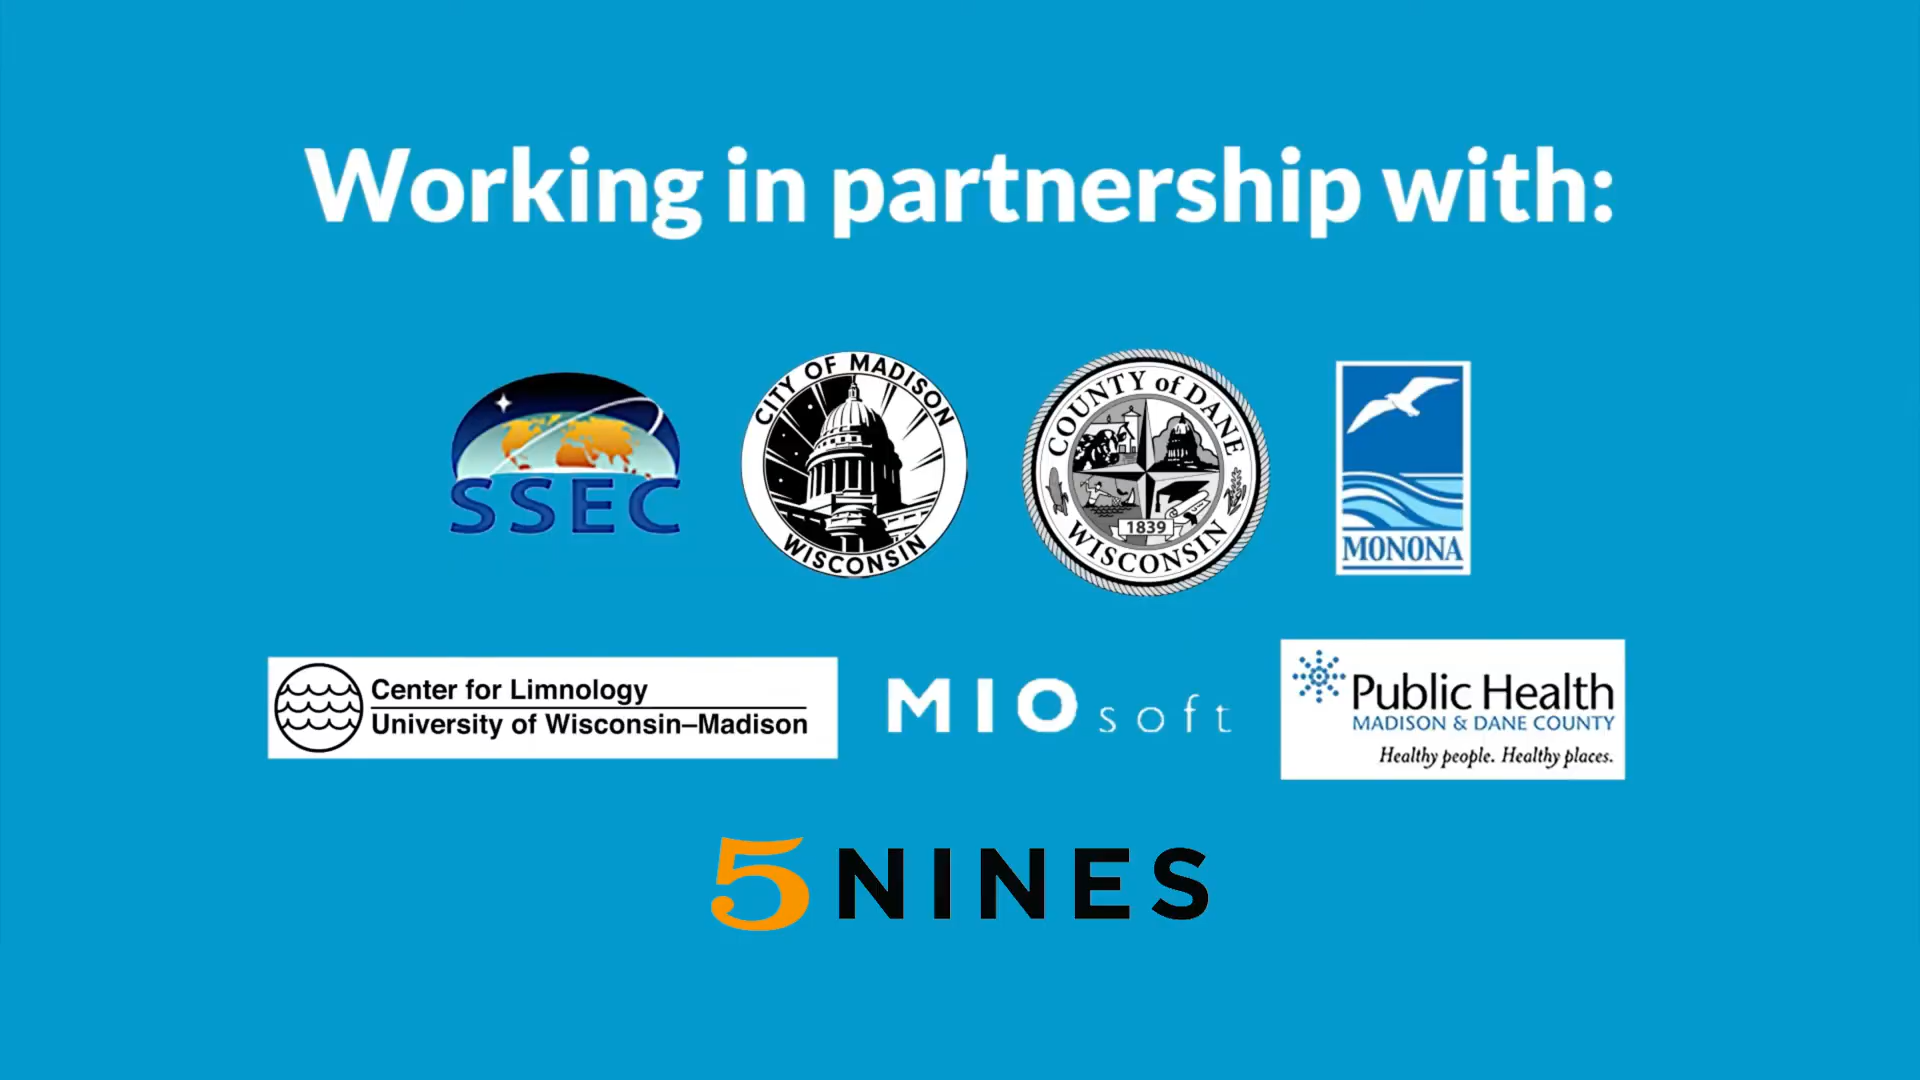 Working in partnership with:
SSEC
CITY OF MADISON
WISCONSIN
COUNTY of DANE
1839
WISCONSIN
MONONA
Center for Limnology
University of Wisconsin–Madison
MIOsoft
Public Health
MADISON & DANE COUNTY
Healthy people. Healthy places.
5NINES